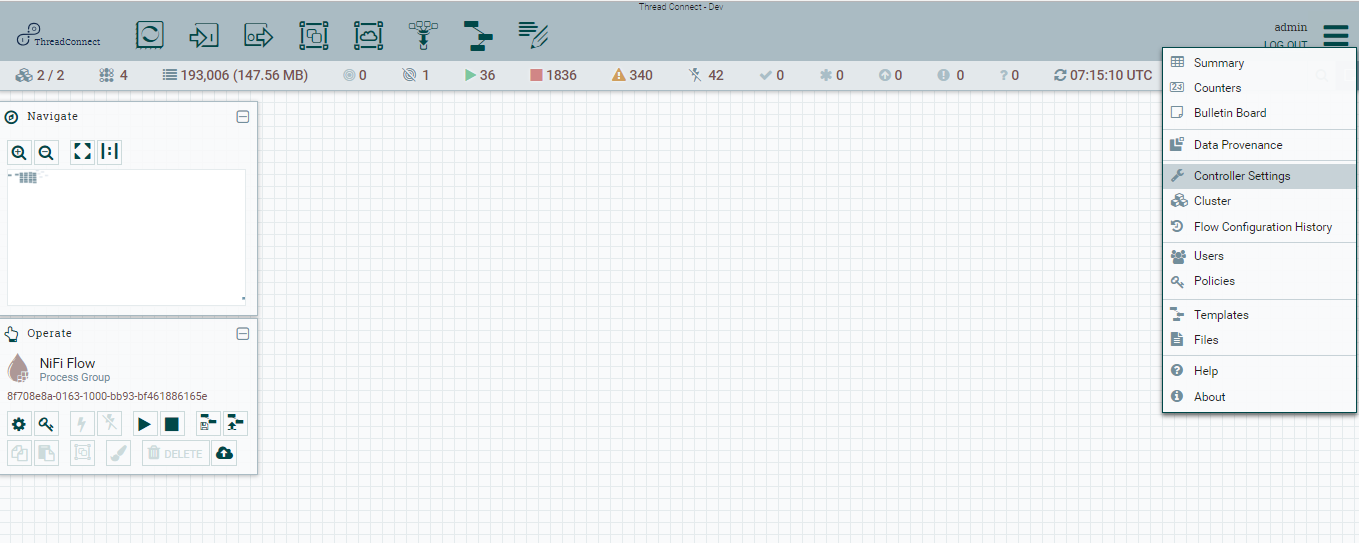 Thread Connect - Dev
ThreadConnect
admin
LOG OUT
2 / 2 4 193,006 (147.56 MB) 0 1 36 1836 340 42 0 0 0 0 ? 0 07:15:10 UTC
Navigate
Operate
NiFi Flow
Process Group
8f708e8a-0163-1000-bb93-bf461886165e
DELETE
Summary
Counters
Bulletin Board
Data Provenance
Controller Settings
Cluster
Flow Configuration History
Users
Policies
Templates
Files
Help
About